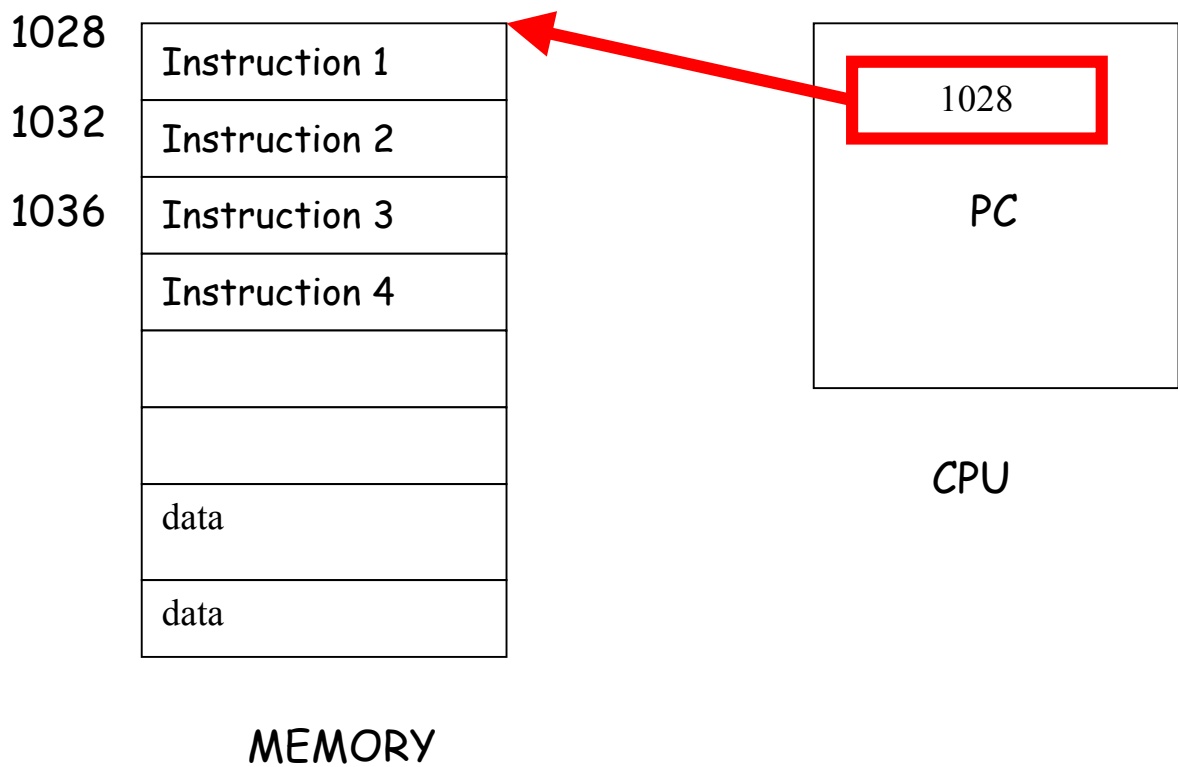 1028
Instruction 1
1032
Instruction 2
1036
Instruction 3
Instruction 4
data
data
MEMORY
1028
PC
CPU